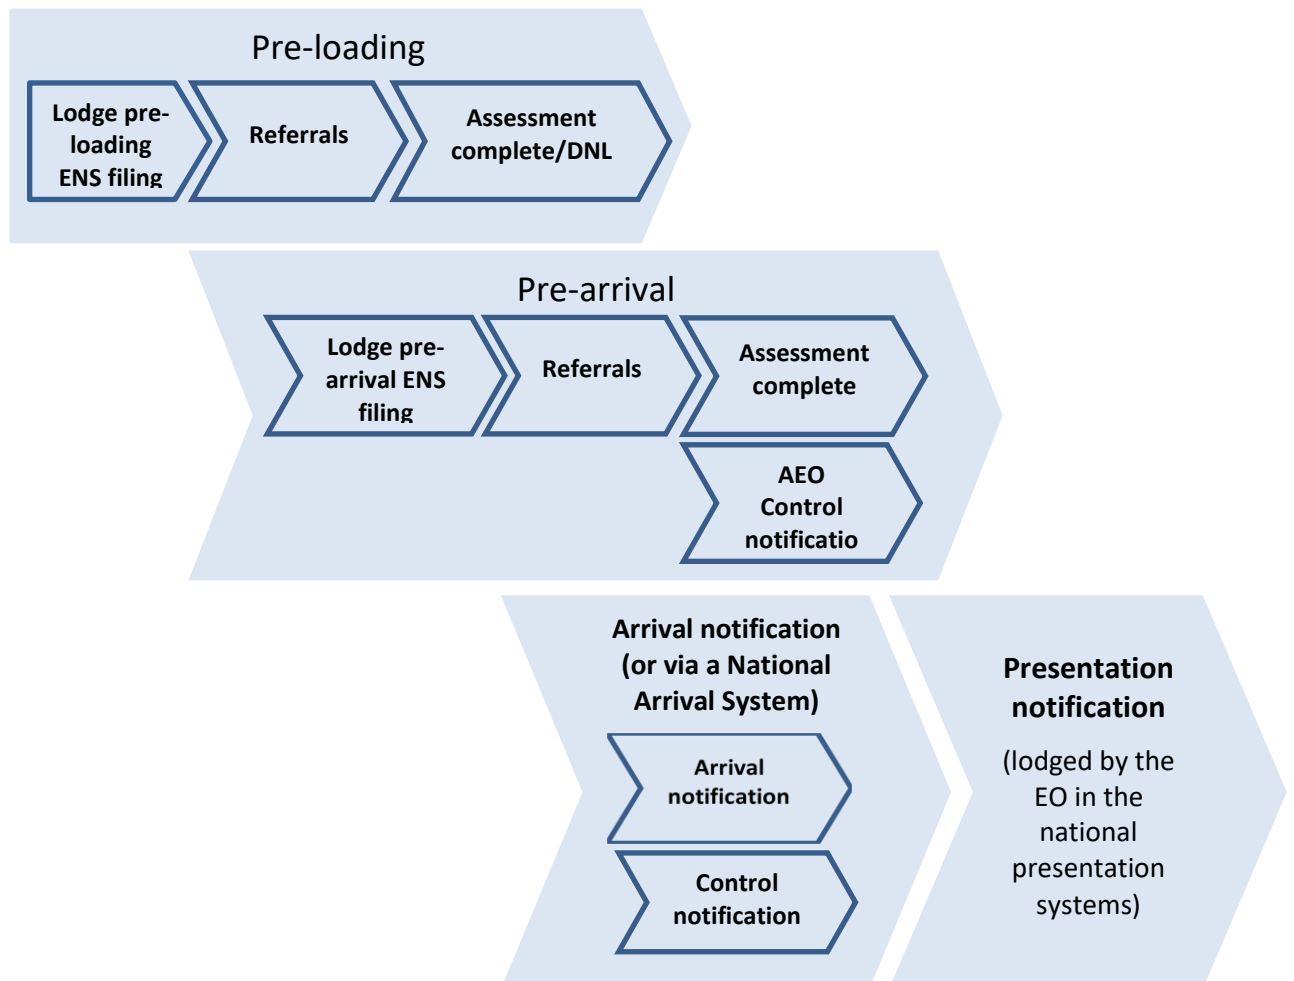 Pre-loading
Lodge pre-
loading
ENS filing
Referrals
Assessment
complete/DNL
Pre-arrival
Lodge pre-
arrival ENS
filing
Referrals
Assessment
complete
AEO
Control
notificatio
Arrival notification
(or via a National
Arrival System)
Arrival
notification
Control
notification
Presentation
notification
(lodged by the
EO in the
national
presentation
systems)